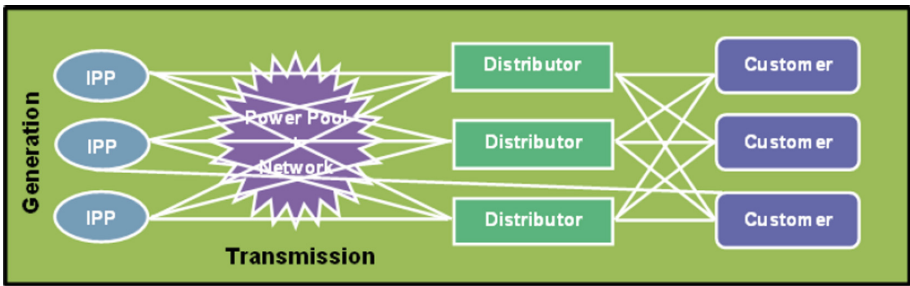 Generation
IPP
IPP
IPP
Power Pool
+
Network
Transmission
Distributor
Distributor
Distributor
Customer
Customer
Customer